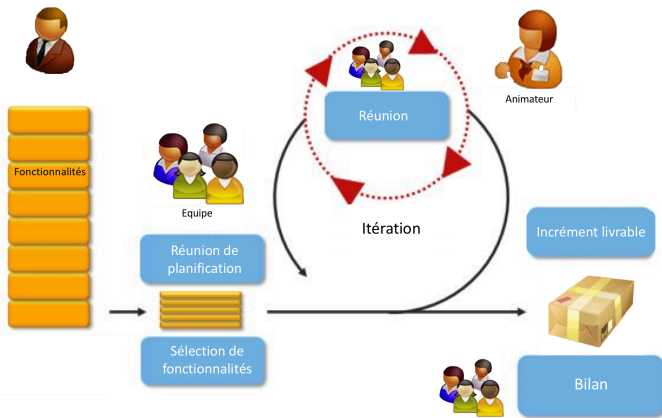 Animateur
Réunion
Fonctionnalités
Equipe
Itération
Incrément livrable
Réunion de
planification
Sélection de
fonctionnalités
Bilan